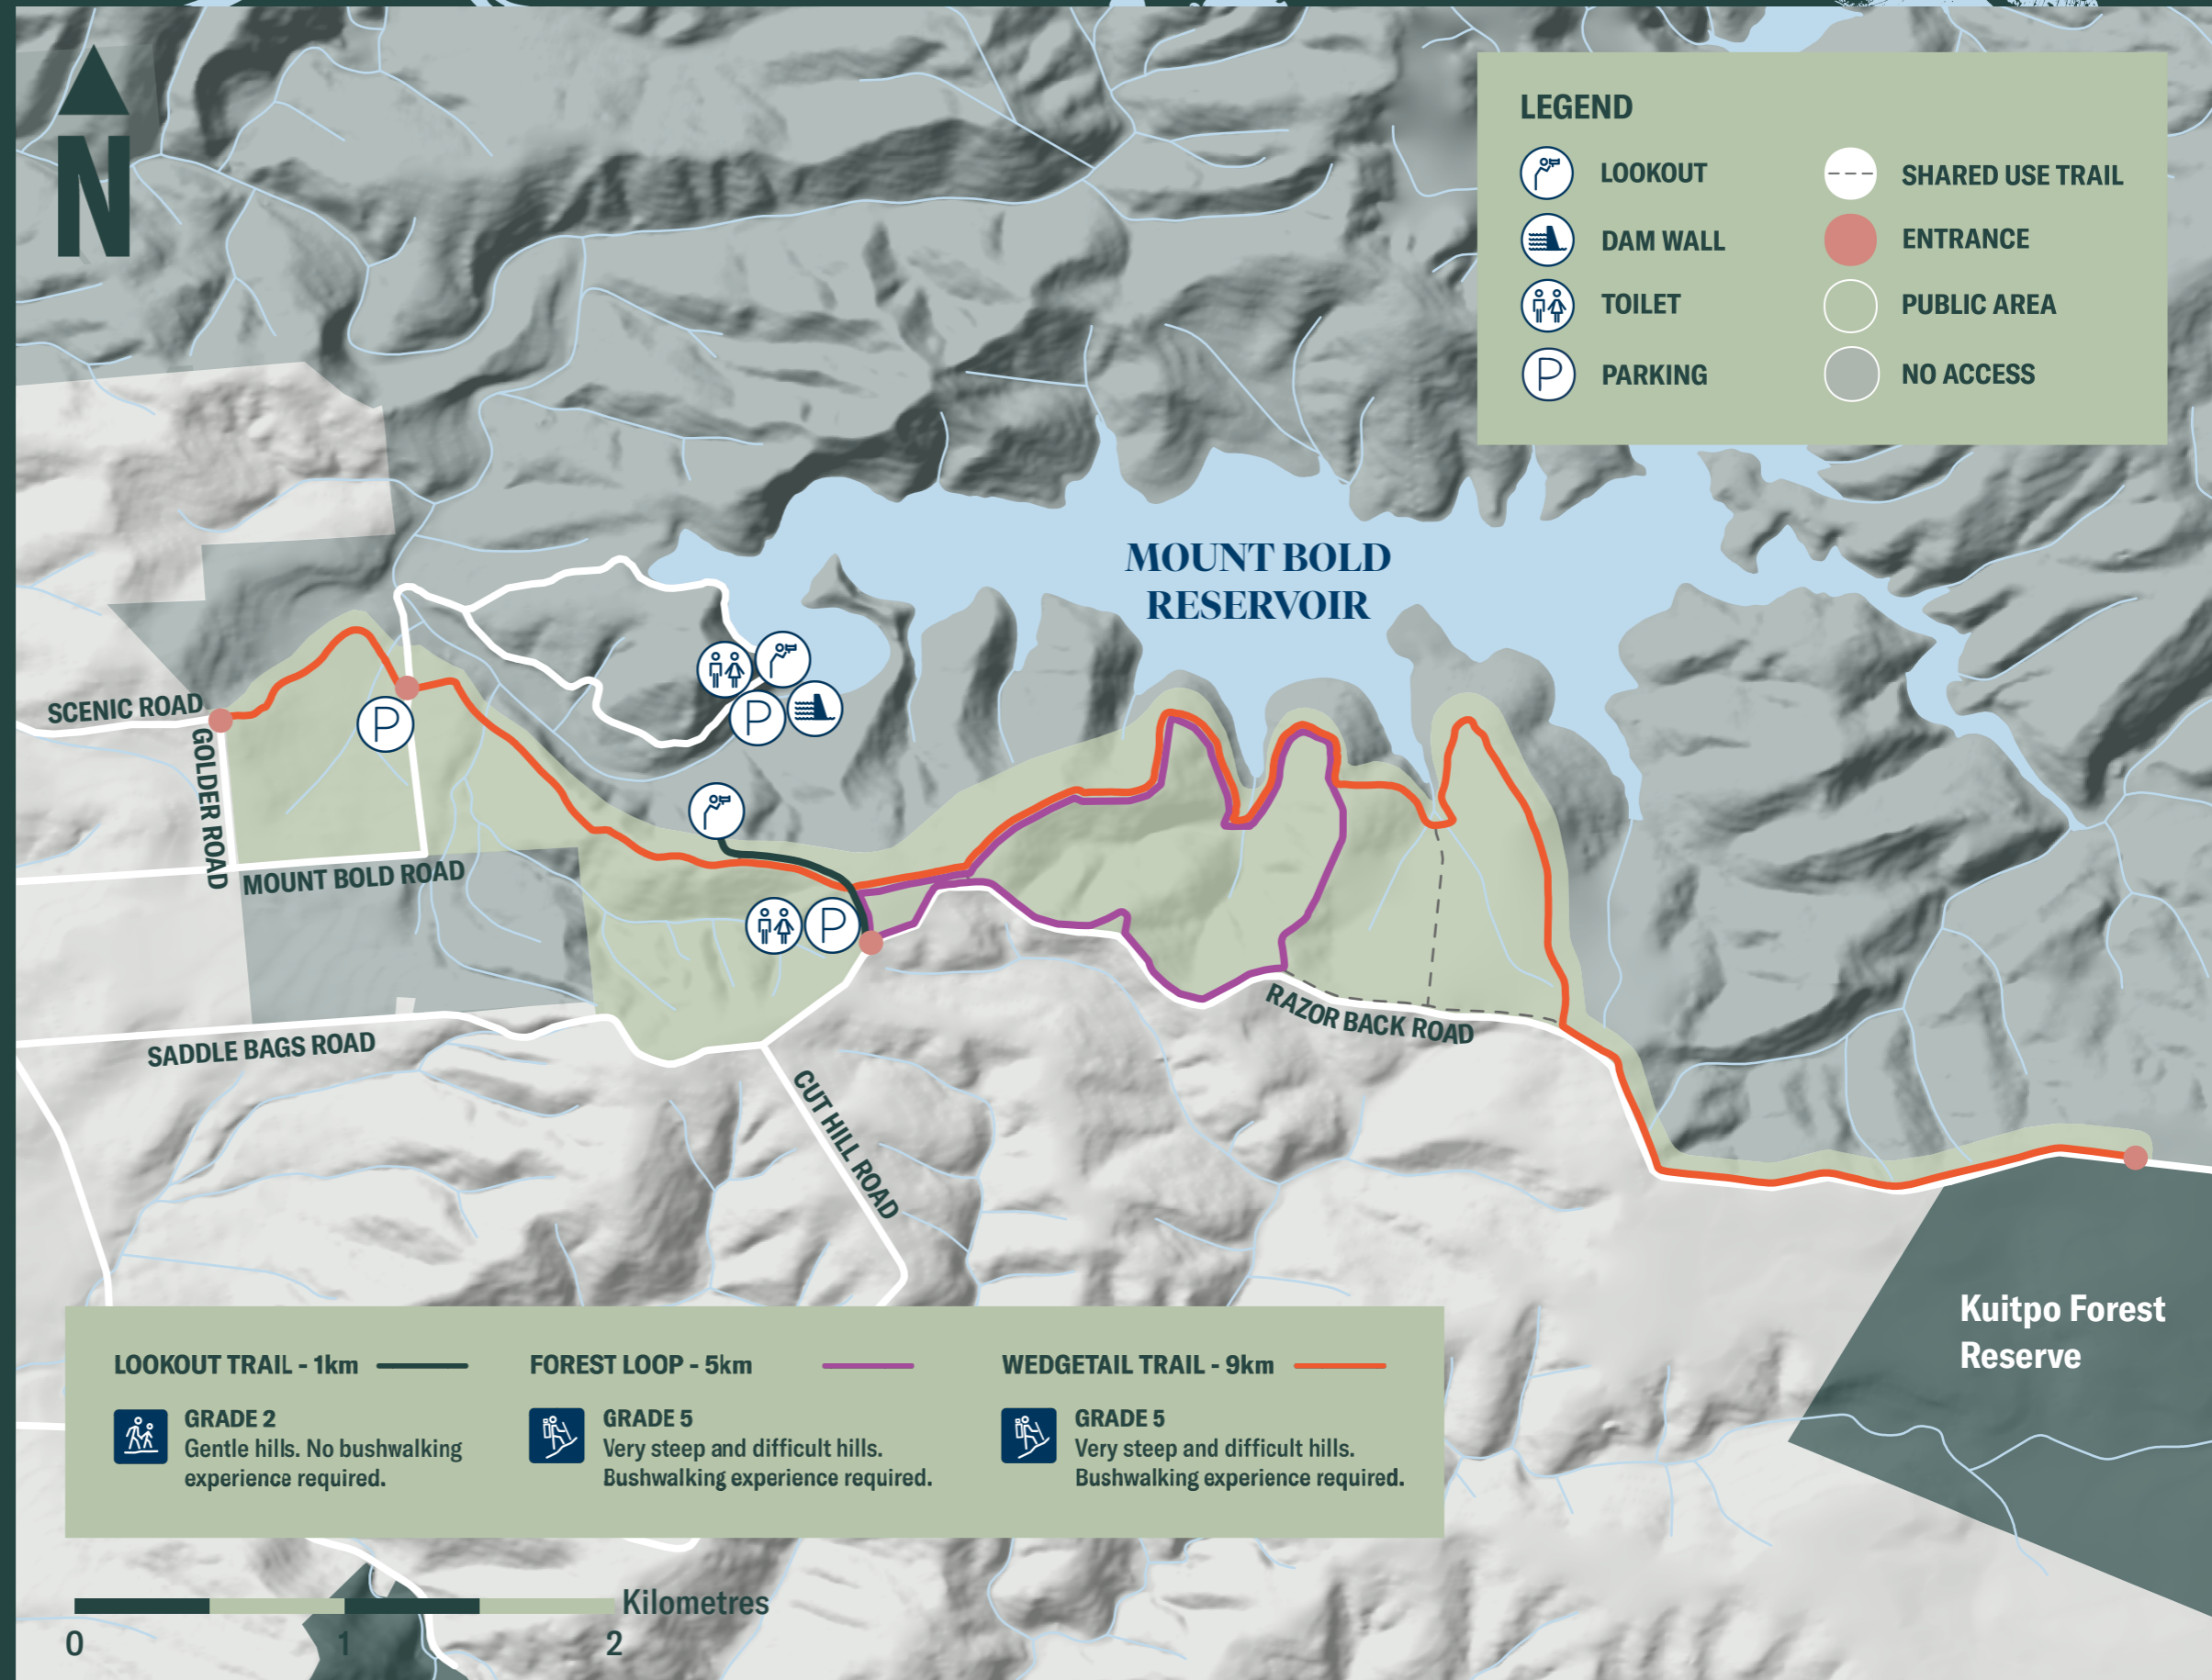 N
LEGEND
LOOKOUT
DAM WALL
TOILET
P
PARKING
SHARED USE TRAIL
ENTRANCE
PUBLIC AREA
NO ACCESS
MOUNT BOLD
RESERVOIR
SCENIC ROAD
P
P
GOLDER ROAD
MOUNT BOLD ROAD
P
RAZOR BACK ROAD
SADDLE BAGS ROAD
CUT HILL ROAD
Kuitpo Forest
Reserve
LOOKOUT TRAIL - 1km
GRADE 2
Gentle hills. No bushwalking
experience required.
FOREST LOOP - 5km
GRADE 5
Very steep and difficult hills.
Bushwalking experience required.
WEDGETAIL TRAIL - 9km
GRADE 5
Very steep and difficult hills.
Bushwalking experience required.
Kilometres
0 1 2